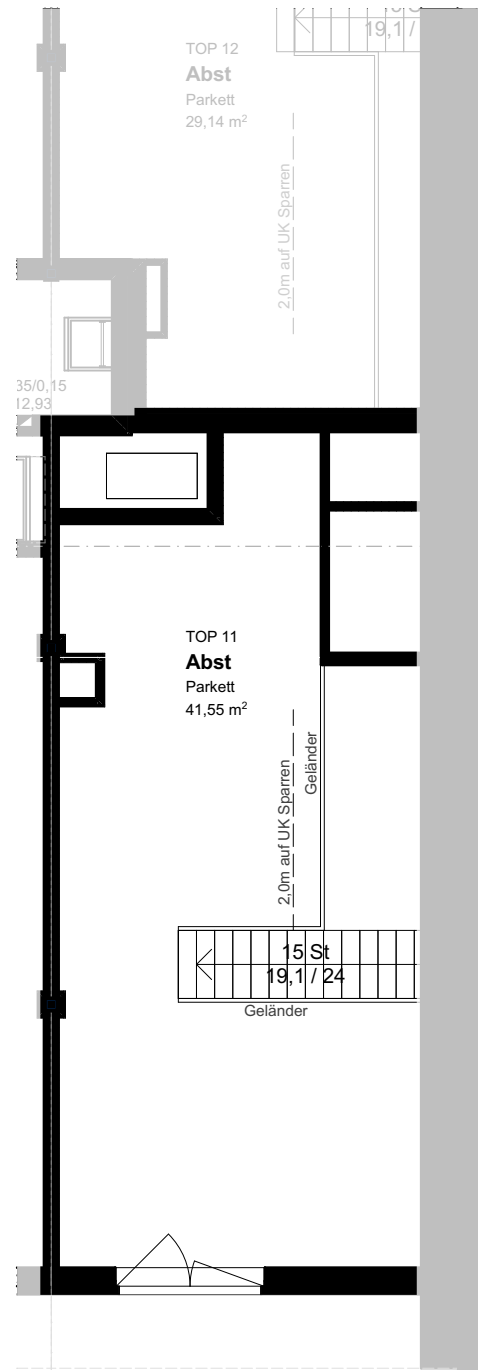 19,1 /
TOP 12
Abst
Parkett
29,14 m²
2,0m auf UK Sparren
35/0,15
12,93
TOP 11
Abst
Parkett
41,55 m²
Geländer
2,0m auf UK Sparren
15 St
19,1 / 24
Geländer